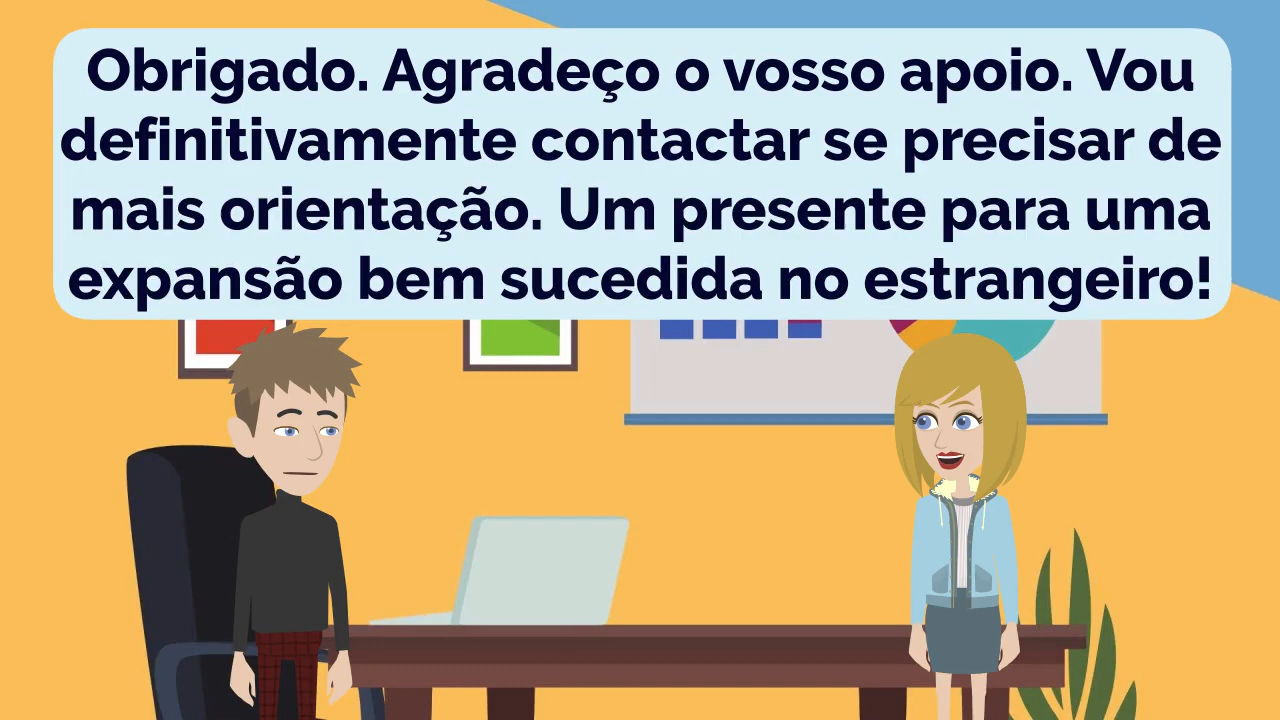 Obrigado. Agradeço o vosso apoio. Vou
definitivamente contactar se precisar de
mais orientação. Um presente para uma
expansão bem sucedida no estrangeiro!